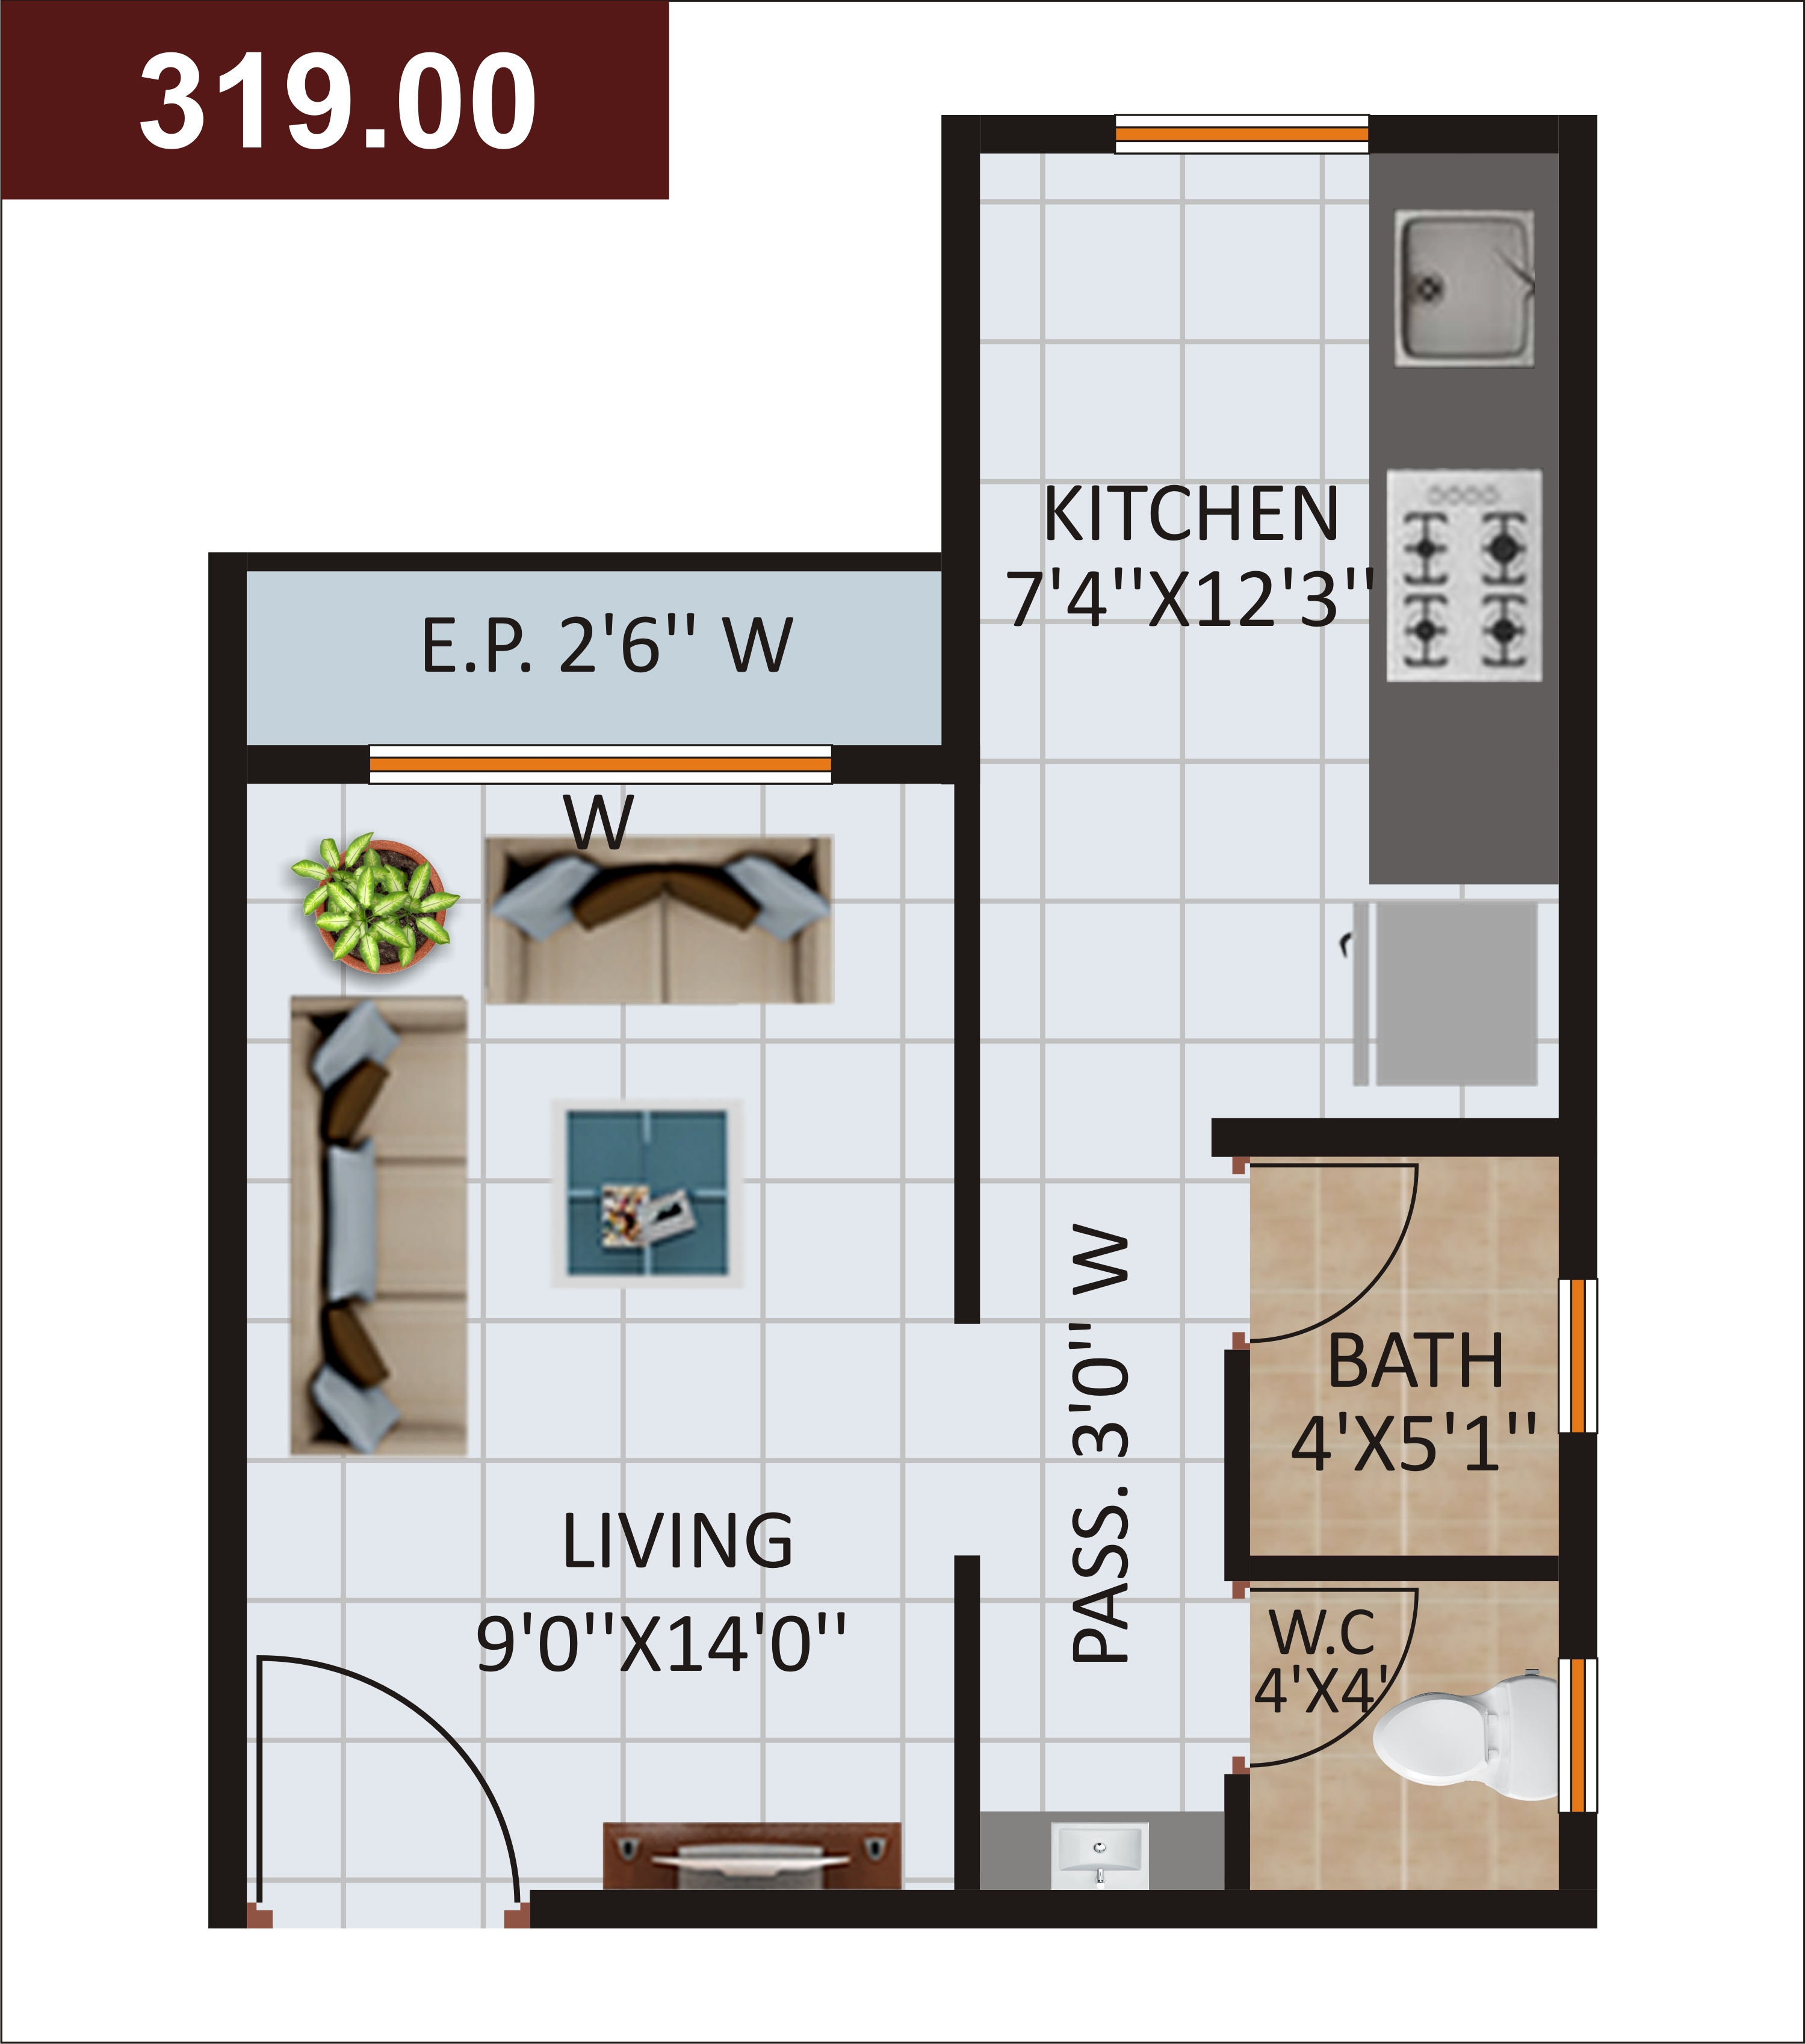 319.00
KITCHEN
7'4''X12'3''
E.P. 2'6'' W
W
PASS. 3'0'' W
BATH
4'X5'1''
LIVING
9'0''X14'0''
W.C
4'X4'